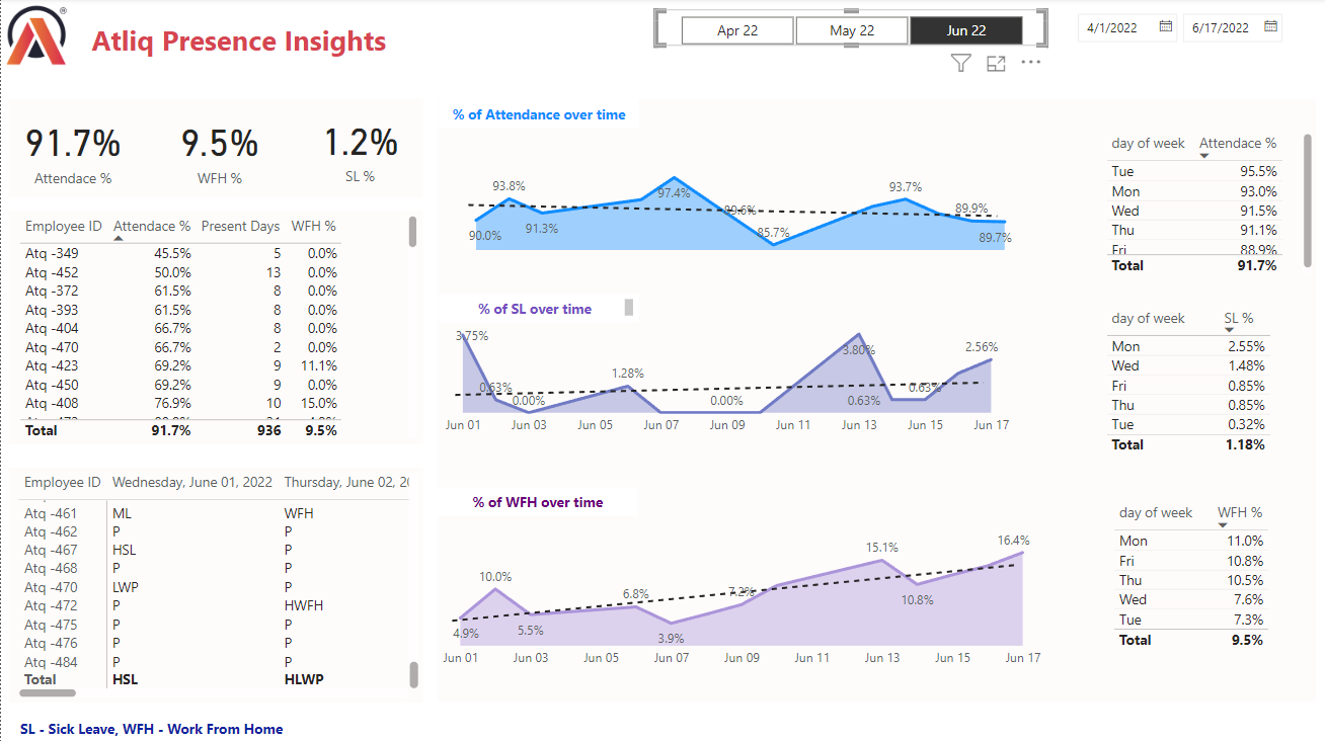 Atliq Presence Insights
Apr 22 May 22 Jun 22
4/1/2022 6/17/2022
91.7% 9.5% 1.2%
Attendace % WFH % SL %
Employee ID Attendace % Present Days WFH %
Atq -349 45.5% 5 0.0%
Atq -452 50.0% 13 0.0%
Atq -372 61.5% 8 0.0%
Atq -393 61.5% 8 0.0%
Atq -404 66.7% 8 0.0%
Atq -470 66.7% 2 0.0%
Atq -423 69.2% 9 11.1%
Atq -450 69.2% 9 0.0%
Atq -408 76.9% 10 15.0%
Total 91.7% 936 9.5%
Employee ID Wednesday, June 01, 2022 Thursday, June 02, 20
Atq -461 ML WFH
Atq -462 P P
Atq -467 HSL P
Atq -468 P P
Atq -470 LWP P
Atq -472 P HWFH
Atq -475 P P
Atq -476 P P
Atq -484 P P
Total HSL HLWP
% of Attendance over time
90.0% 93.8% 91.3% 97.4% 89.6% 85.7% 93.7% 89.9% 89.7%
% of SL over time
3.75% 0.63% 0.00% 1.28% 0.00% 3.80% 0.63% 0.63% 2.56%
Jun 01 Jun 03 Jun 05 Jun 07 Jun 09 Jun 11 Jun 13 Jun 15 Jun 17
% of WFH over time
4.9% 10.0% 5.5% 6.8% 3.9% 7.2% 15.1% 10.8% 16.4%
Jun 01 Jun 03 Jun 05 Jun 07 Jun 09 Jun 11 Jun 13 Jun 15 Jun 17
day of week Attendace %
Tue 95.5%
Mon 93.0%
Wed 91.5%
Thu 91.1%
Fri 88.9%
Total 91.7%
day of week SL %
Mon 2.55%
Wed 1.48%
Fri 0.85%
Thu 0.85%
Tue 0.32%
Total 1.18%
day of week WFH %
Mon 11.0%
Fri 10.8%
Thu 10.5%
Wed 7.6%
Tue 7.3%
Total 9.5%
SL - Sick Leave, WFH - Work From Home